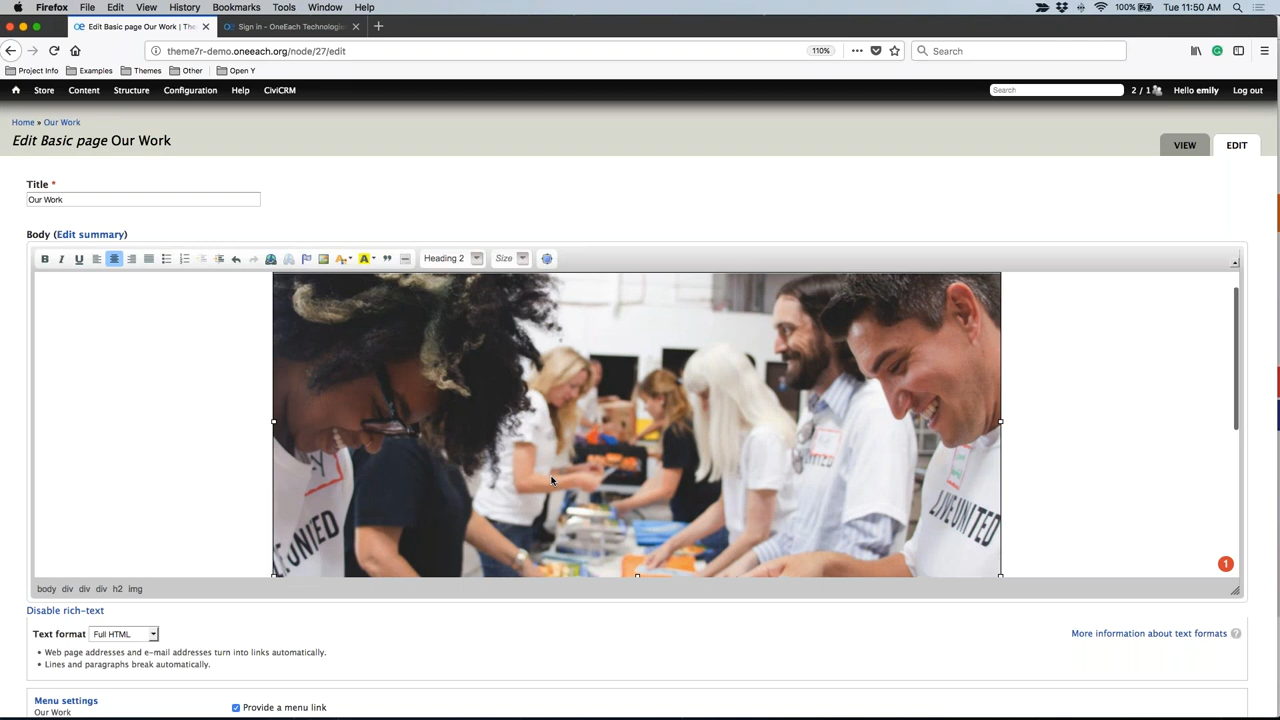 Firefox File Edit View History Bookmarks Tools Window Help 100% Tue 11:50 AM
Edit Basic page Our Work | The Sign in - OneEach Technologie
theme7r-demo.oneeach.org/node/27/edit 110% Search
Project Info Examples Themes Other Open Y
Store Content Structure Configuration Help CiviCRM Search 2 / 1 Hello emily Log out
Home » Our Work
Edit Basic page Our Work VIEW EDIT
Title *
Our Work
Body (Edit summary)
B I U A A Heading 2 Size
UNITED
LIVE UNITED
E UNITED
1
body div div div h2 img
Disable rich-text
Text format Full HTML More information about text formats ?
• Web page addresses and e-mail addresses turn into links automatically.
• Lines and paragraphs break automatically.
Menu settings
Our Work
Provide a menu link